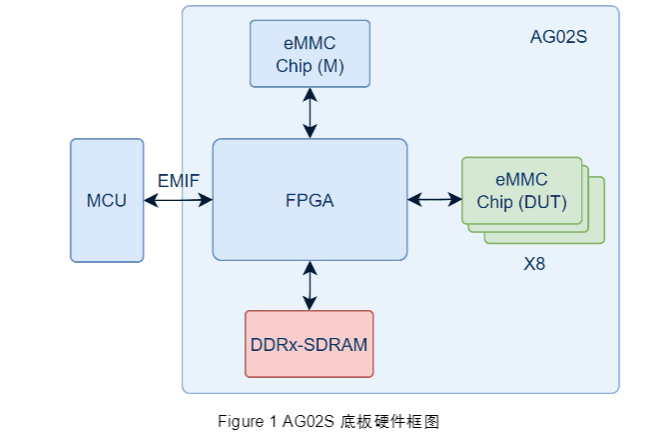 AG02S
eMMC
Chip (M)
MCU
EMIF
FPGA
eMMC
Chip (DUT)
X8
DDRx-SDRAM
Figure 1 AG02S 底板硬件框图